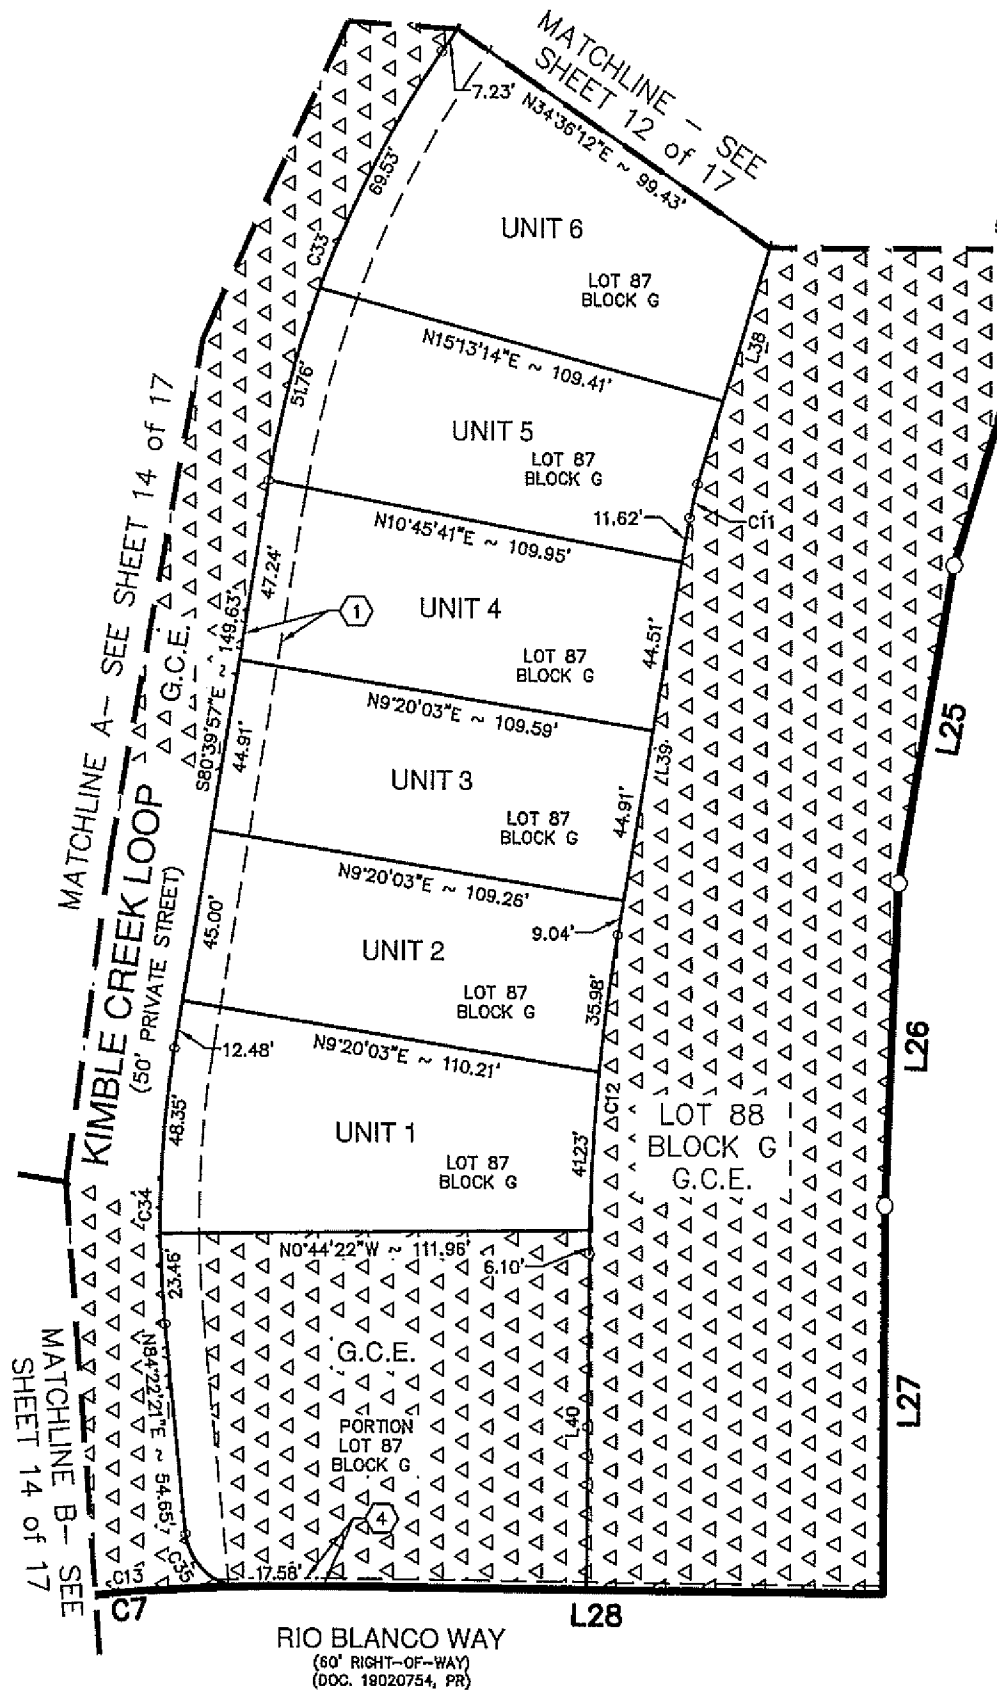 MATCHLINE - SEE
SHEET 12 of 17
7.23'
N34°36'12"E ~ 99.43'
69.53'
UNIT 6
C33
LOT 87
BLOCK G
L38
N15°13'14"E ~ 109.41'
51.76'
UNIT 5
LOT 87
BLOCK G
11.62'
C11
N10°45'41"E ~ 109.95'
47.24'
UNIT 4
1
44.51'
LOT 87
BLOCK G
MATCHLINE A- SEE SHEET 14 of 17
G.C.E.
S80°39'57"E ~ 149.63'
N9°20'03"E ~ 109.59'
L25
44.91'
L39
UNIT 3
44.91'
LOT 87
BLOCK G
KIMBLE CREEK LOOP
(50' PRIVATE STREET)
N9°20'03"E ~ 109.26'
45.00'
9.04'
UNIT 2
35.98'
LOT 87
BLOCK G
L26
12.48'
N9°20'03"E ~ 110.21'
C12
48.35'
UNIT 1
41.23'
LOT 88
BLOCK G
G.C.E.
LOT 87
BLOCK G
C34
N0°44'22"W ~ 111.96'
6.10'
23.46'
G.C.E.
N84°22'21"E ~ 54.65'
MATCHLINE B- SEE
SHEET 14 of 17
PORTION
LOT 87
BLOCK G
L40
L27
4
C35
17.58'
C13
C7
L28
RIO BLANCO WAY
(60' RIGHT-OF-WAY)
(DOC. 19020754, PR)